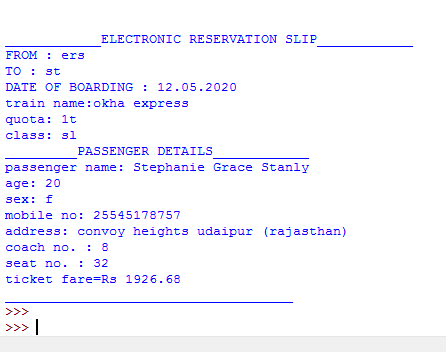 ____________ELECTRONIC RESERVATION SLIP____________
FROM : ers
TO : st
DATE OF BOARDING : 12.05.2020
train name:okha express
quota: 1t
class: sl
_________PASSENGER DETAILS____________
passenger name: Stephanie Grace Stanly
age: 20
sex: f
mobile no: 25545178757
address: convoy heights udaipur (rajasthan)
coach no. : 8
seat no. : 32
ticket fare=Rs 1926.68
____________________________________
>>>
>>>